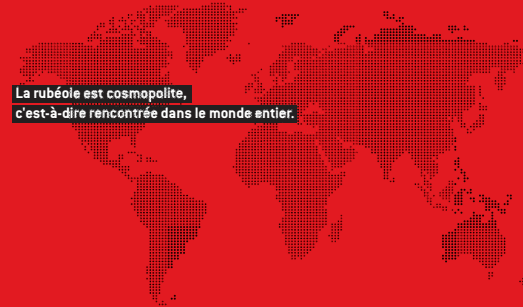 La rubéole est cosmopolite,
c'est-à-dire rencontrée dans le monde entier.